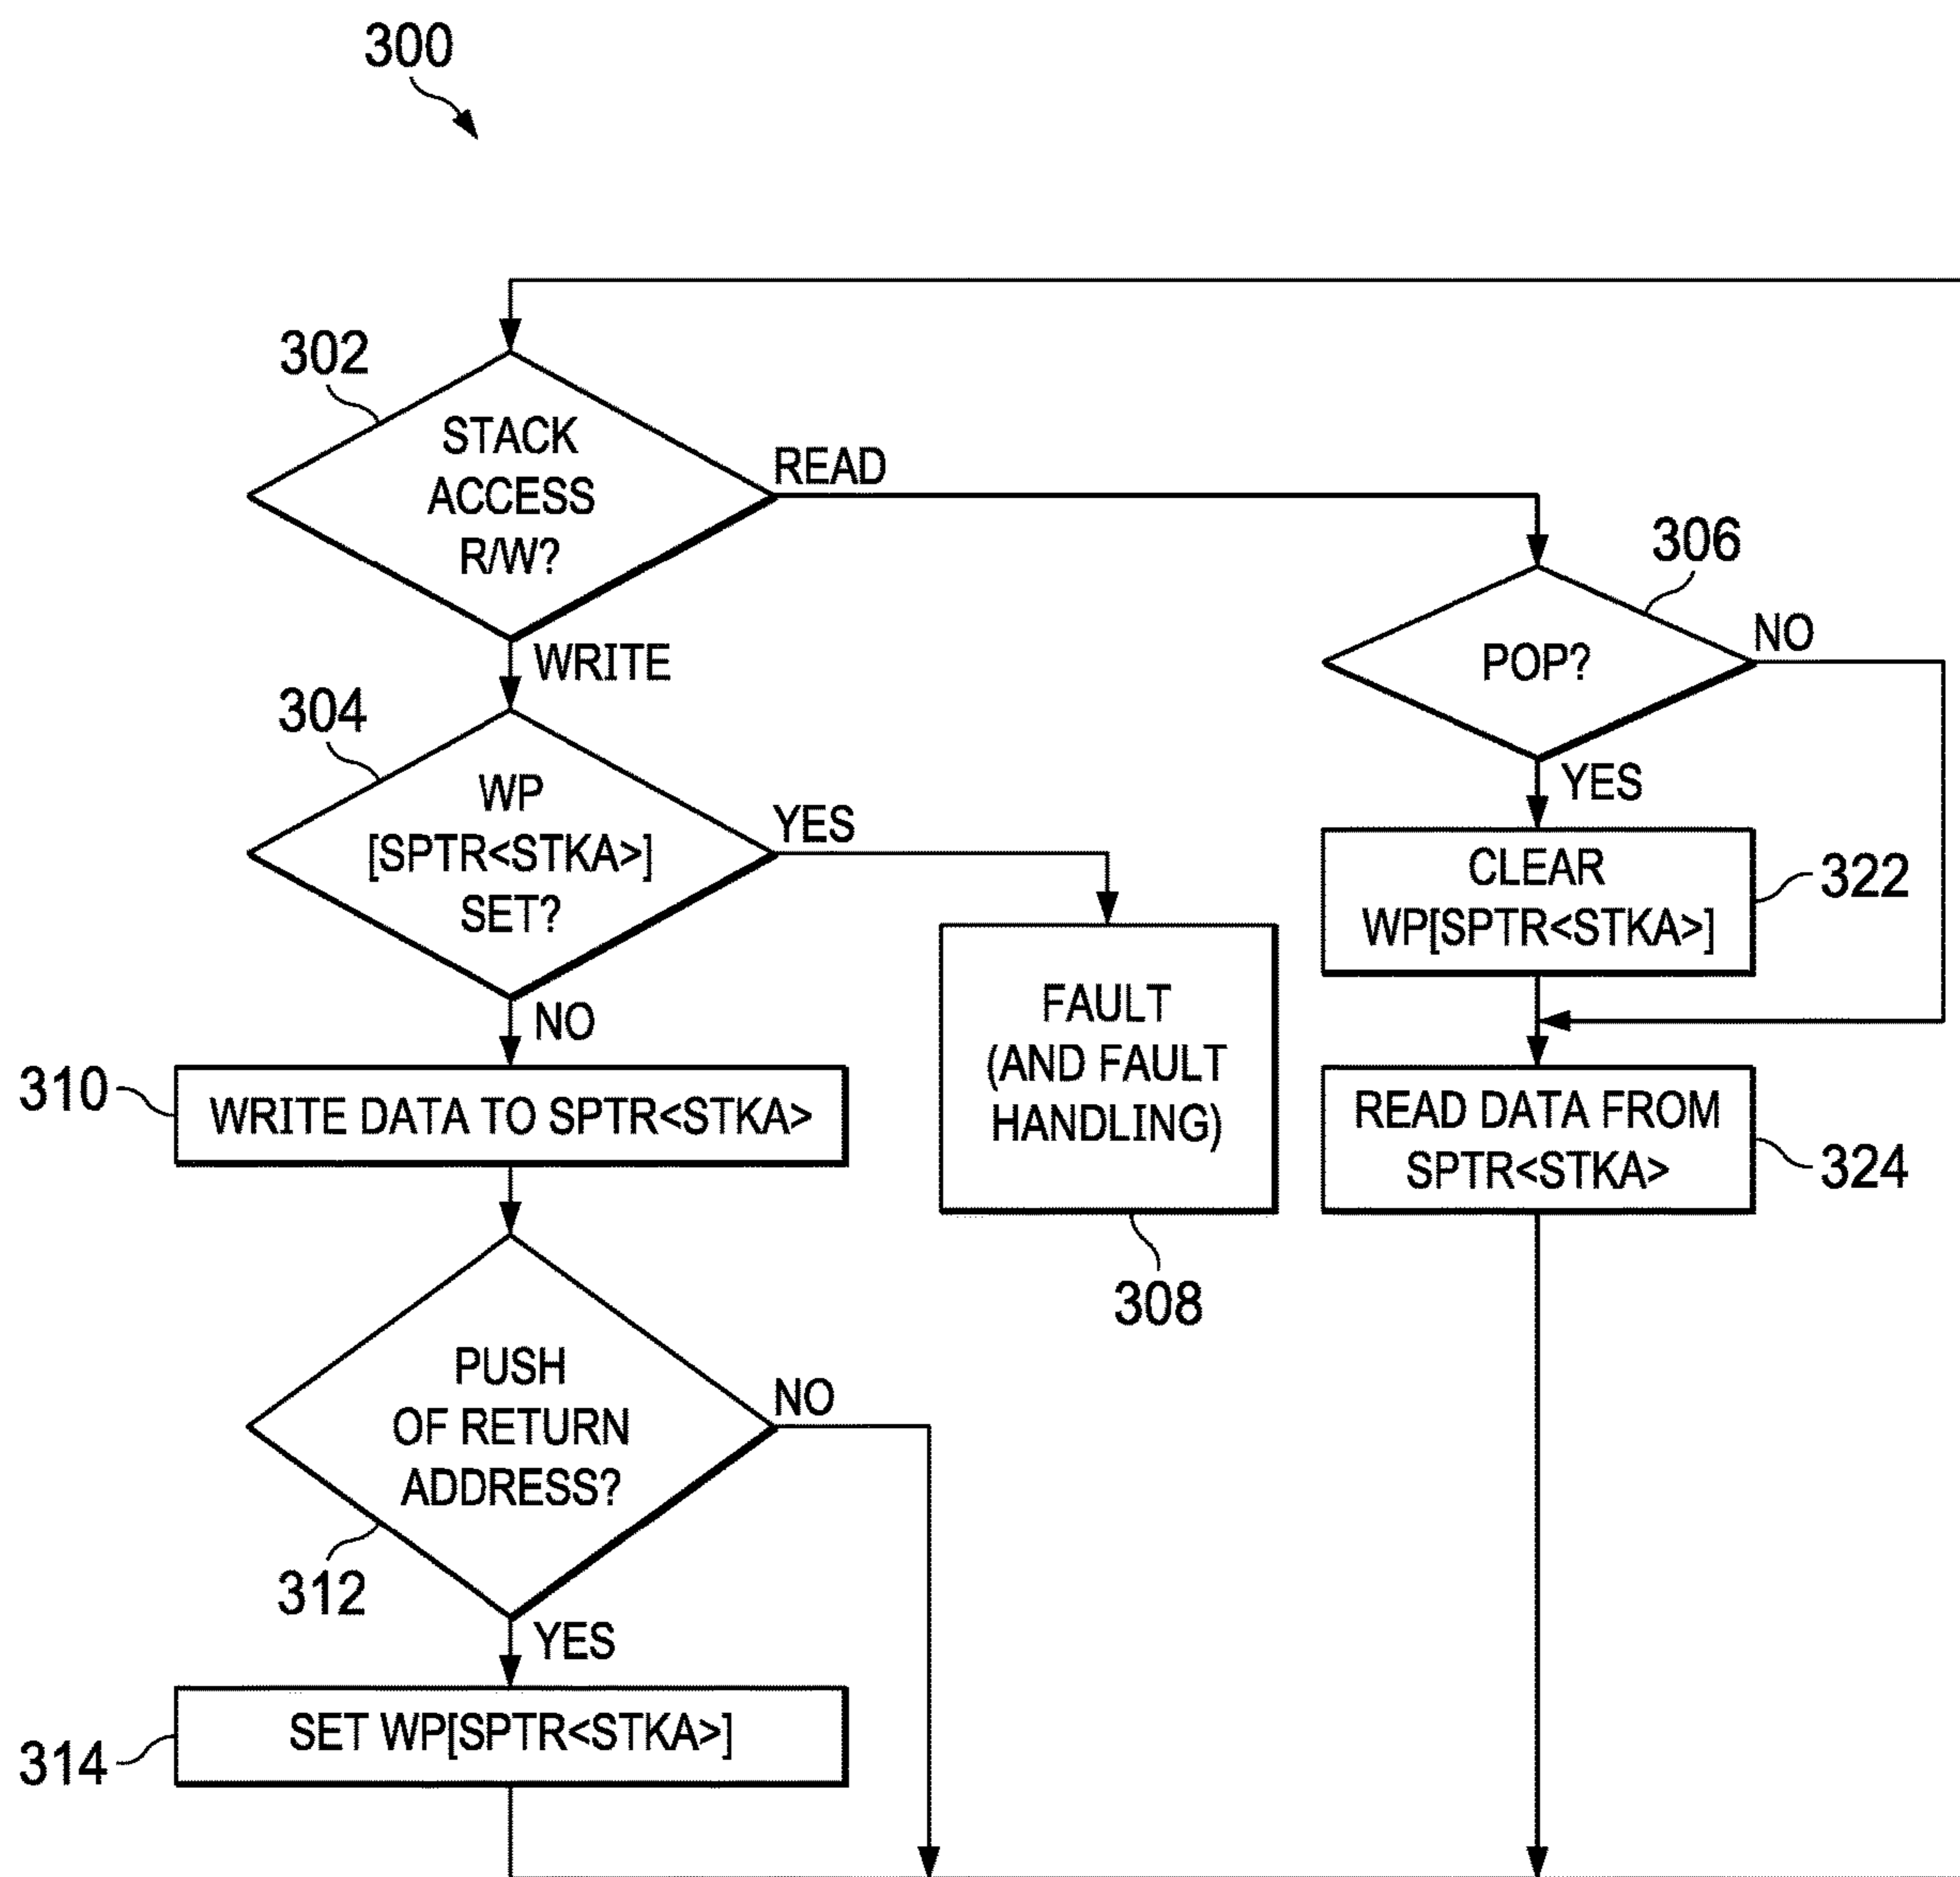 300
302
STACK
ACCESS
R/W?
READ
WRITE
306
POP?
NO
YES
304
WP
[SPTR<STKA>]
SET?
YES
NO
CLEAR
WP[SPTR<STKA>]
322
FAULT
(AND FAULT
HANDLING)
308
310
WRITE DATA TO SPTR<STKA>
READ DATA FROM
SPTR<STKA>
324
PUSH
OF RETURN
ADDRESS?
NO
312
YES
314
SET WP[SPTR<STKA>]